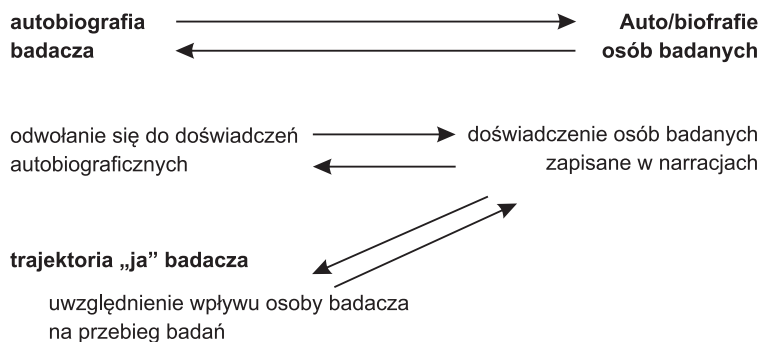 autobiografia Auto/biofrafie
badacza osób badanych
odwołanie się do doświadczeń doświadczenie osób badanych
autobiograficznych zapisane w narracjach
trajektoria „ja” badacza
uwzględnienie wpływu osoby badacza
na przebieg badań